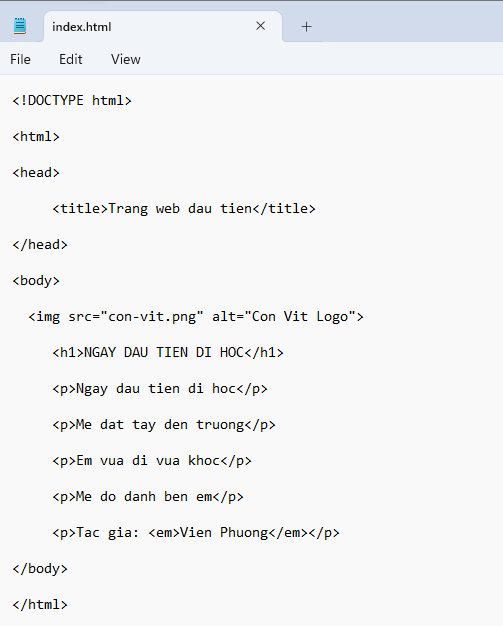 index.html
File Edit View
<!DOCTYPE html>
<html>
<head>
<title>Trang web dau tien</title>
</head>
<body>
<img src="con-vit.png" alt="Con Vit Logo">
<h1>NGAY DAU TIEN DI HOC</h1>
<p>Ngay dau tien di hoc</p>
<p>Me dat tay den truong</p>
<p>Em vua di vua khoc</p>
<p>Me do danh ben em</p>
<p>Tac gia: <em>Vien Phuong</em></p>
</body>
</html>